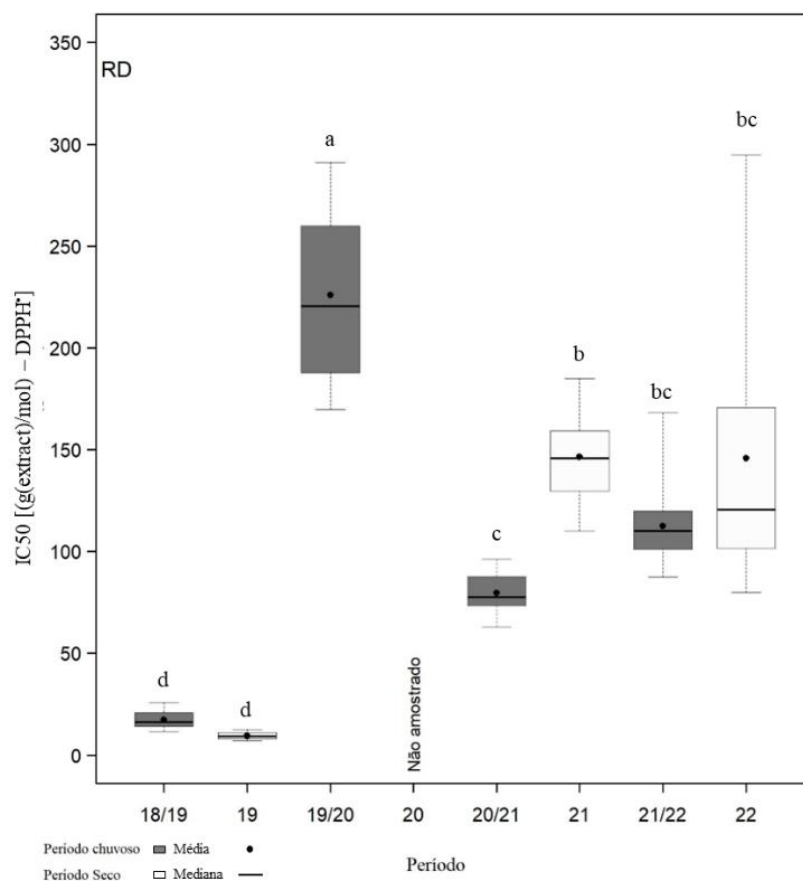 350
RD
bc
300
a
250
200
b
bc
150
IC50 [(g(extract)/mol) – DPPH•]
100
c
50
d
d
Não amostrado
0
18/19 19 19/20 20 20/21 21 21/22 22
Período chuvoso Média
Período
Período Seco Mediana